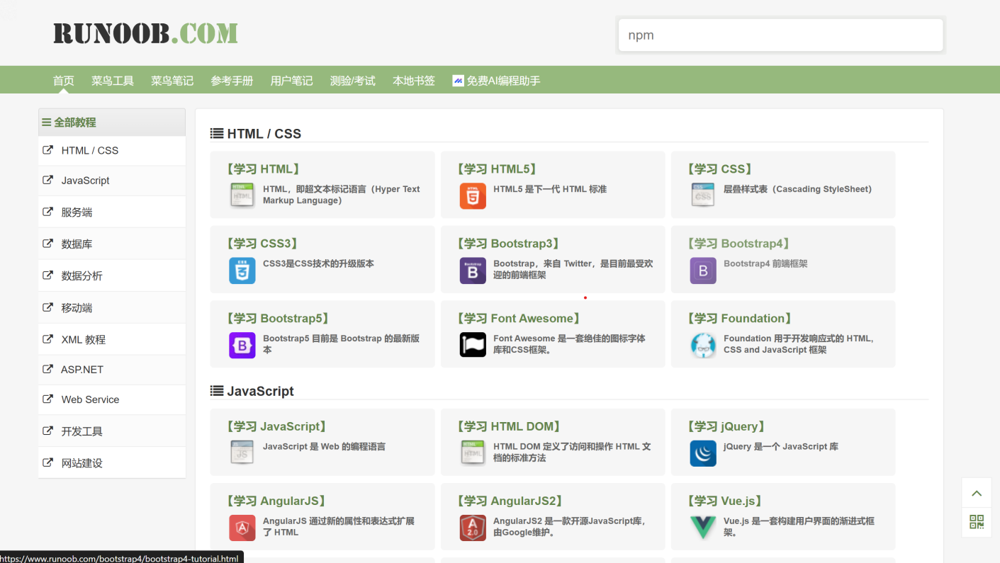 RUNOOB.COM
npm
首页 菜鸟工具 菜鸟笔记 参考手册 用户笔记 测验/考试 本地书签 免费AI编程助手
全部教程
HTML / CSS
JavaScript
服务端
数据库
数据分析
移动端
XML 教程
ASP.NET
Web Service
开发工具
网站建设
HTML / CSS
【学习 HTML】
HTML
HTML，即超文本标记语言（Hyper Text
Markup Language）
【学习 HTML5】
HTML5 是下一代 HTML 标准
【学习 CSS】
CSS
层叠样式表（Cascading StyleSheet）
【学习 CSS3】
CSS3是CSS技术的升级版本
【学习 Bootstrap3】
Bootstrap，来自 Twitter，是目前最受欢
迎的前端框架
【学习 Bootstrap4】
Bootstrap4 前端框架
【学习 Bootstrap5】
Bootstrap5 目前是 Bootstrap 的最新版
本
【学习 Font Awesome】
Font Awesome 是一套绝佳的图标字体
库和CSS框架。
【学习 Foundation】
Foundation 用于开发响应式的 HTML,
CSS and JavaScript 框架
JavaScript
【学习 JavaScript】
JS
JavaScript 是 Web 的编程语言
【学习 HTML DOM】
HTML
HTML DOM 定义了访问和操作 HTML 文
档的标准方法
【学习 jQuery】
jQuery 是一个 JavaScript 库
【学习 AngularJS】
AngularJS 通过新的属性和表达式扩展
了 HTML
【学习 AngularJS2】
A
2.0
AngularJS2 是一款开源JavaScript库，
由Google维护。
【学习 Vue.js】
Vue.js 是一套构建用户界面的渐进式框
架。
https://www.runoob.com/bootstrap4/bootstrap4-tutorial.html